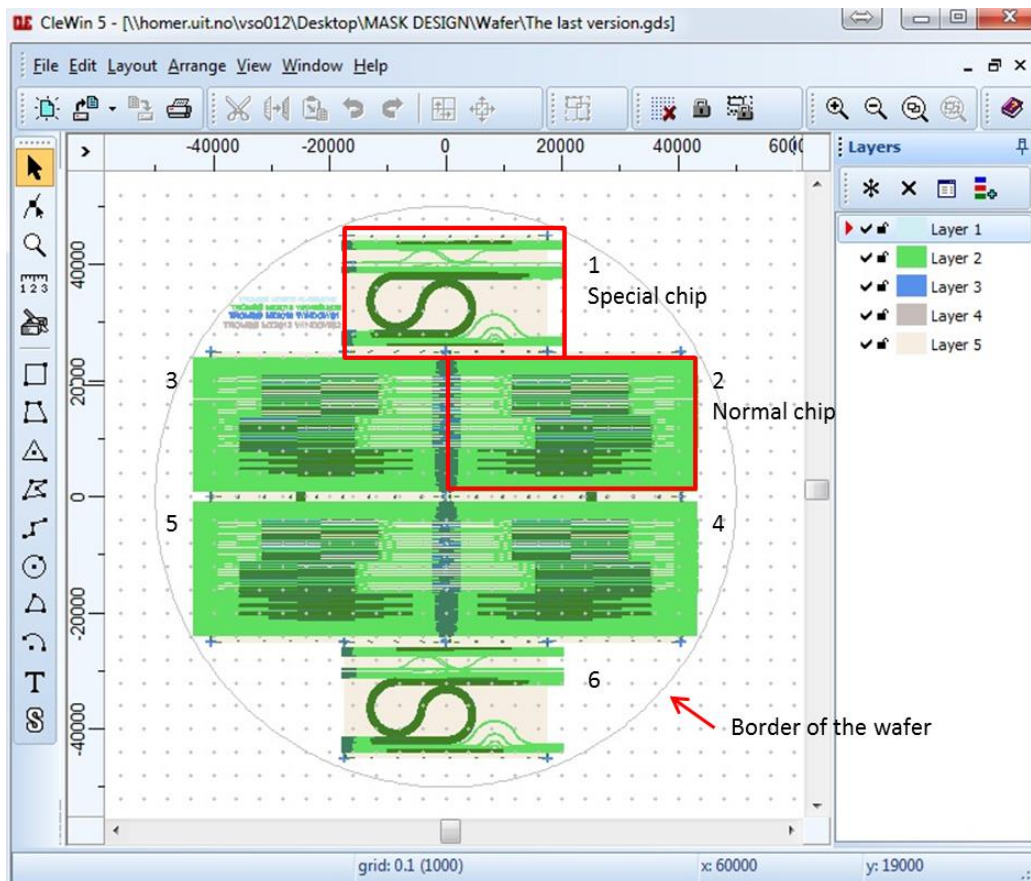 CleWin 5 - [\\homer.uit.no\vso012\Desktop\MASK DESIGN\Wafer\The last version.gds]
File Edit Layout Arrange View Window Help
-40000 -20000 0 20000 40000
Layers
Layer 1
Layer 2
Layer 3
Layer 4
Layer 5
40000
20000
0
-20000
-40000
1
Special chip
3
2
Normal chip
5
4
6
Border of the wafer
1 2 3
T
S
grid: 0.1 (1000) x: 60000 y: 19000